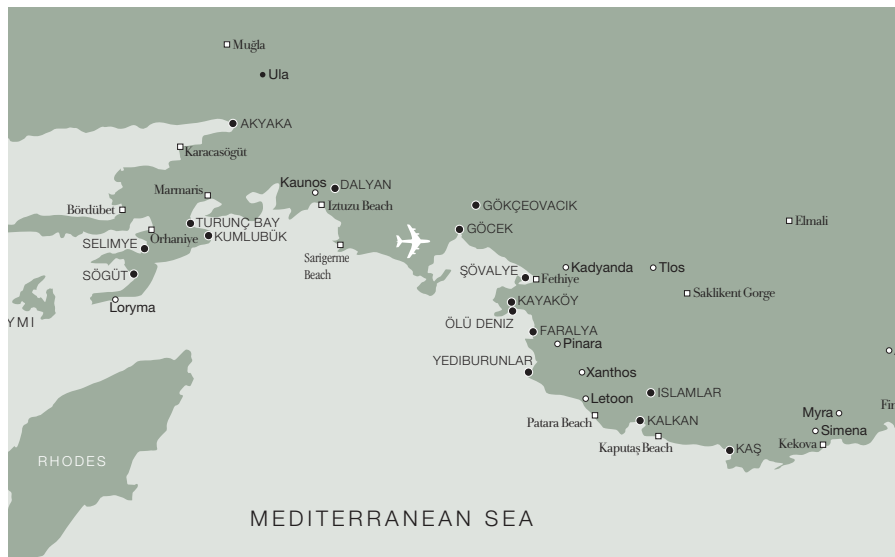 Muğla
Ula
AKYAKA
Karacasögüt
Kaunos
DALYAN
Marmaris
Iztuzu Beach
Bördübet
GÖKÇEOVACIK
TURUNÇ BAY
Elmali
GÖCEK
Orhaniye
KUMLUBÜK
SELIMYE
Sarigerme
Beach
Kadyanda
Tlos
ŞÖVALYE
Fethiye
SÖGÜT
Saklikent Gorge
Loryma
KAYAKÖY
YMI
ÖLÜ DENIZ
FARALYA
Pinara
YEDIBURUNLAR
Xanthos
ISLAMLAR
Letoon
Fin
Myra
Patara Beach
KALKAN
Simena
Kaputaş Beach
Kekova
KAŞ
RHODES
MEDITERRANEAN SEA